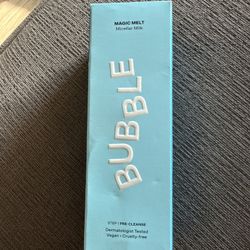 MAGIC MELT
Micellar Milk
BUBBLE
STEP | PRE-CLEANSE
Dermatologist Tested
Vegan • Cruelty-free